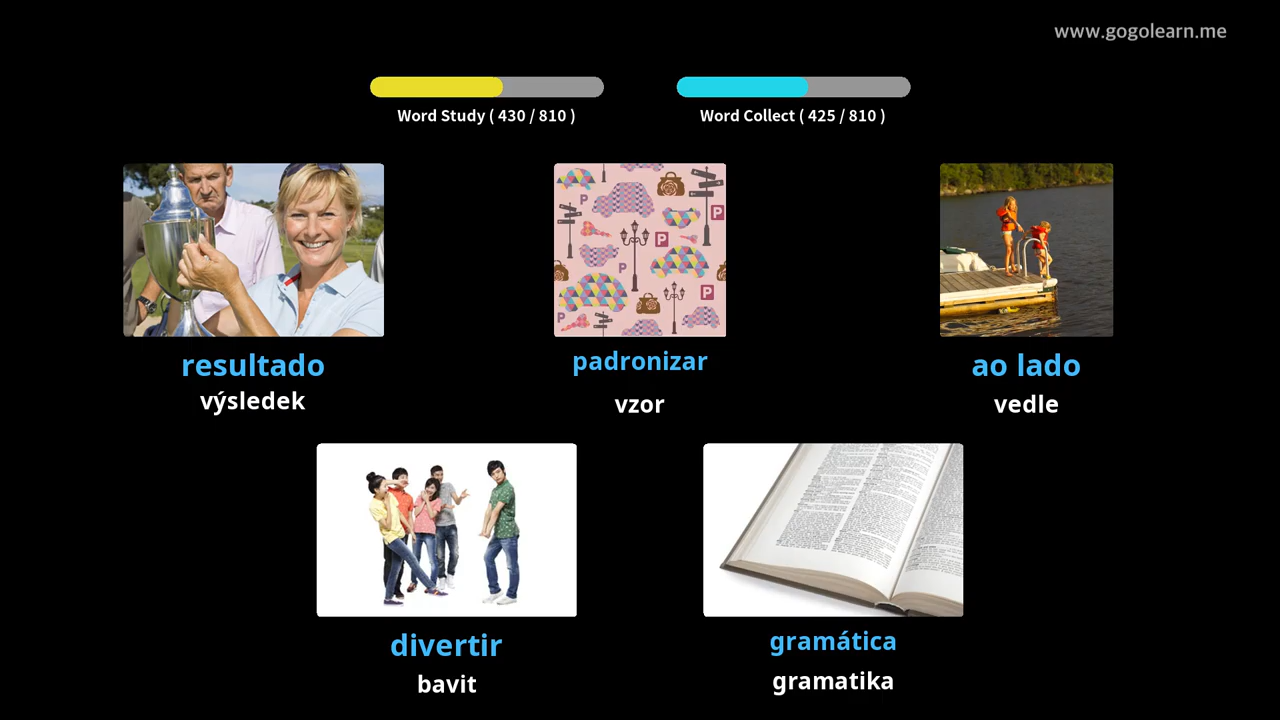 www.gogolearn.me
Word Study ( 430 / 810 )
Word Collect ( 425 / 810 )
resultado
výsledek
padronizar
vzor
ao lado
vedle
divertir
bavit
gramática
gramatika